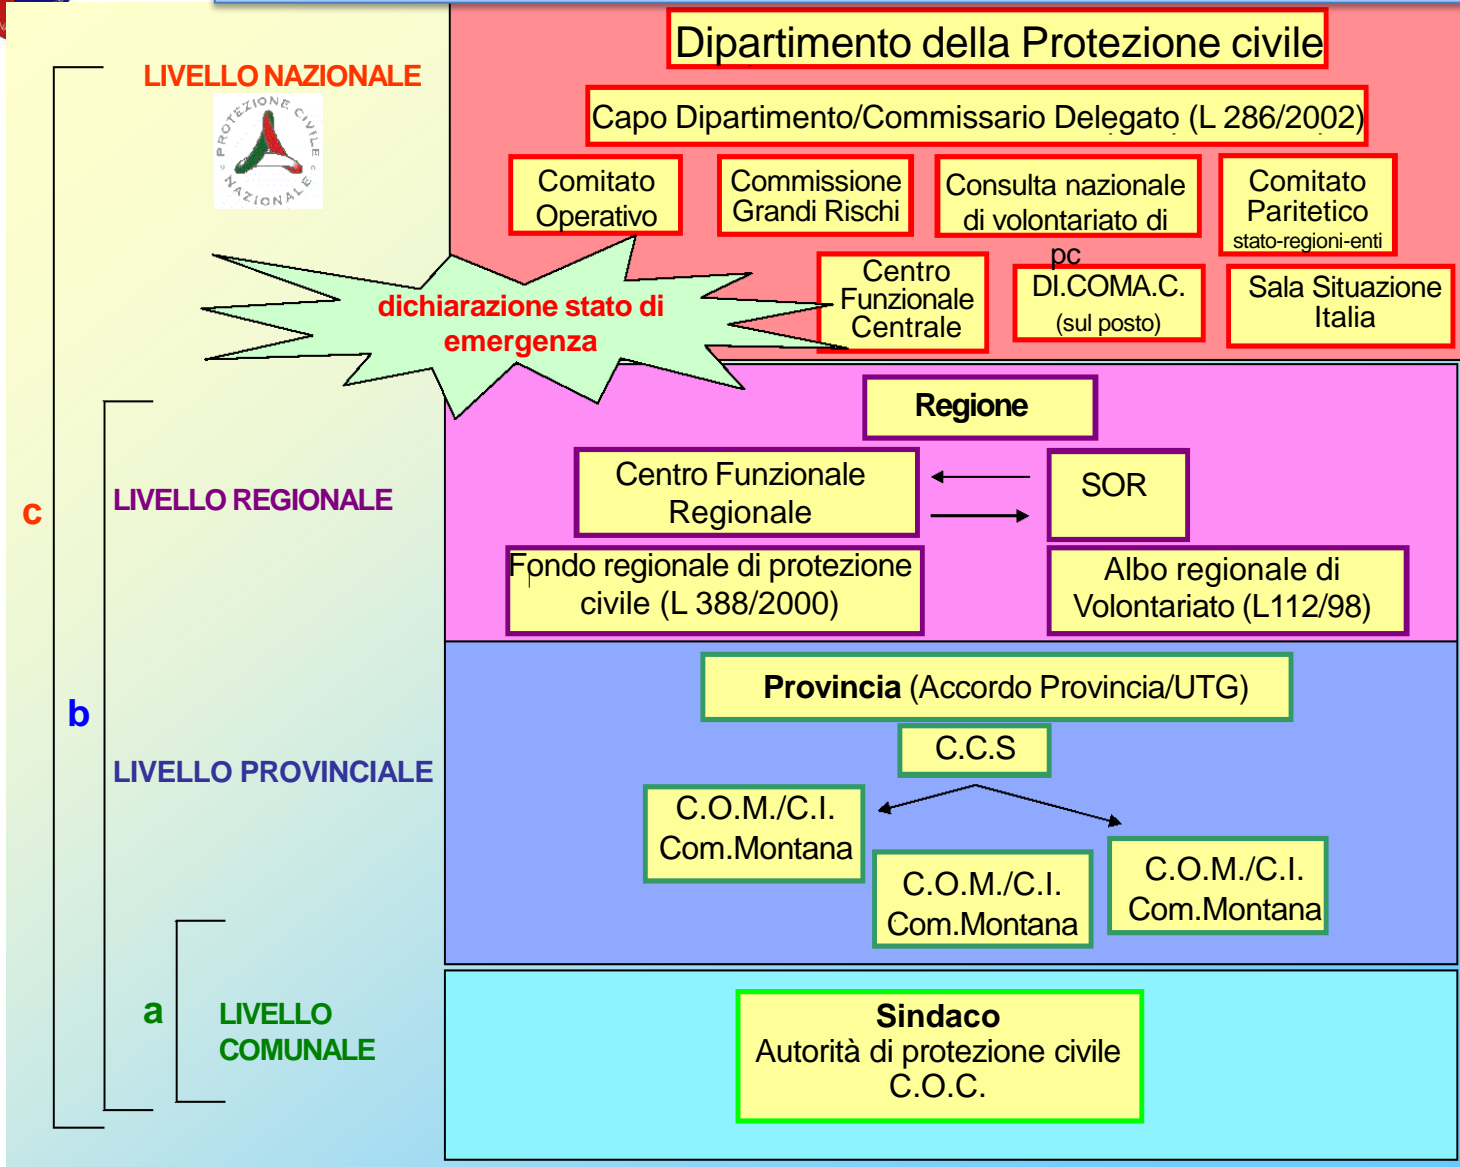 Dipartimento della Protezione civile
LIVELLO NAZIONALE
PROTEZIONE CIVILE
NAZIONALE
Capo Dipartimento/Commissario Delegato (L 286/2002)
Comitato
Operativo
Commissione
Grandi Rischi
Consulta nazionale
di volontariato di
pc
Comitato
Paritetico
stato-regioni-enti
dichiarazione stato di
emergenza
Centro
Funzionale
Centrale
DI.COMA.C.
(sul posto)
Sala Situazione
Italia
Regione
c
LIVELLO REGIONALE
Centro Funzionale
Regionale
SOR
Fondo regionale di protezione
civile (L 388/2000)
Albo regionale di
Volontariato (L112/98)
b
LIVELLO PROVINCIALE
Provincia (Accordo Provincia/UTG)
C.C.S
C.O.M./C.I.
Com.Montana
C.O.M./C.I.
Com.Montana
C.O.M./C.I.
Com.Montana
a
LIVELLO
COMUNALE
Sindaco
Autorità di protezione civile
C.O.C.